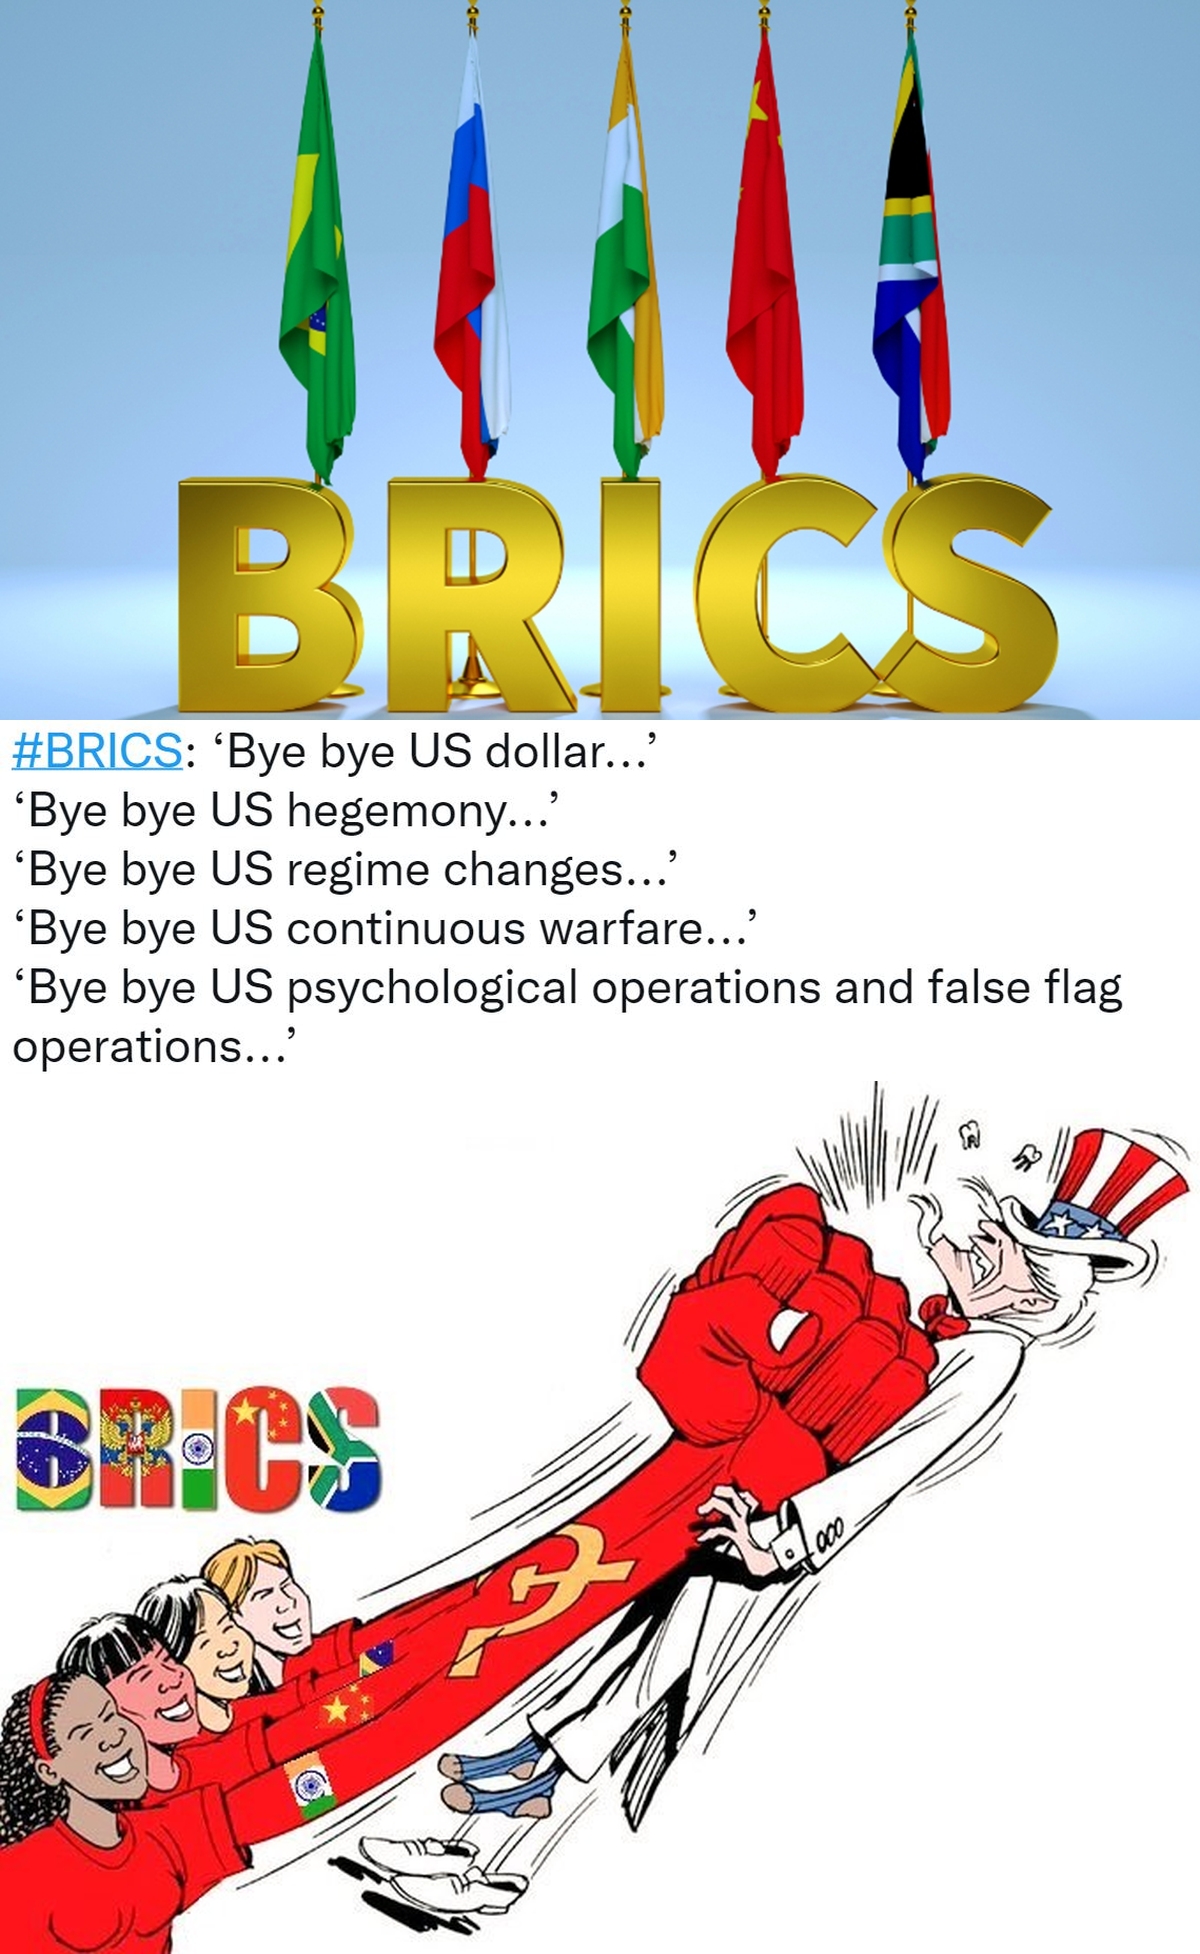 BRICS
#BRICS: ‘Bye bye US dollar...’
‘Bye bye US hegemony...’
‘Bye bye US regime changes...’
‘Bye bye US continuous warfare...’
‘Bye bye US psychological operations and false flag
operations...’
BRICS